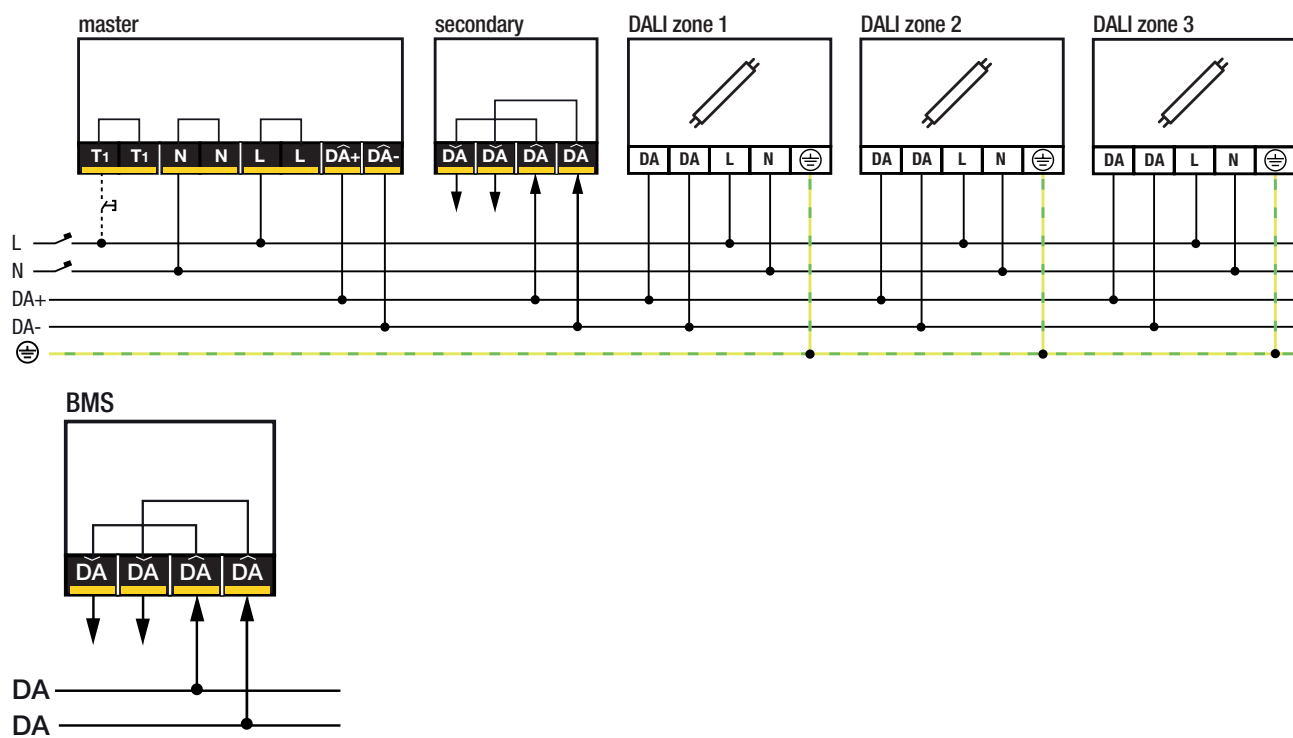 master secondary DALI zone 1 DALI zone 2 DALI zone 3
T1 T1 N N L L DA+ DA- DA DA DA DA DA DA L N DA DA L N DA DA L N
L
N
DA+
DA-
BMS
DA DA DA DA
DA
DA